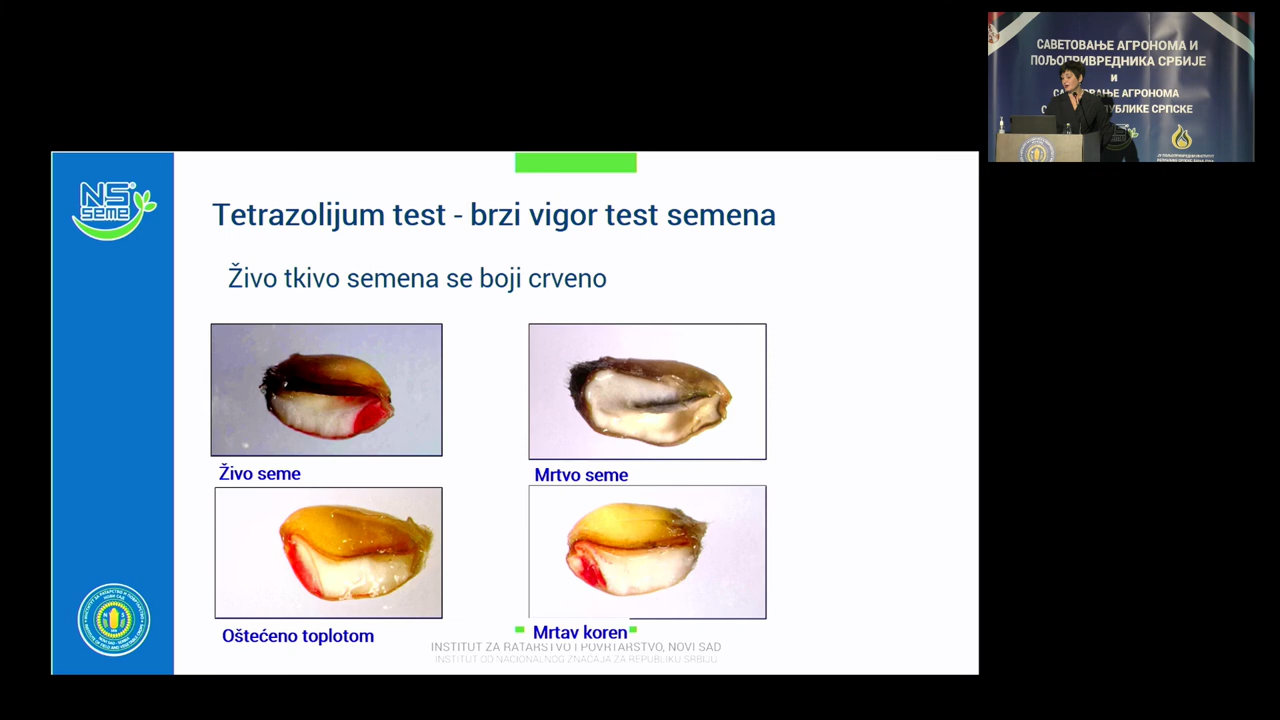 САВЕТОВАЊЕ АГРОНОМА И
ПОЉОПРИВРЕДНИКА СРБИЈЕ
И
АГРОНОМА
СРПСКЕ
NS
seme
Tetrazolijum test - brzi vigor test semena
Živo tkivo semena se boji crveno
Živo seme
Mrtvo seme
Oštećeno toplotom
Mrtav koren
INSTITUT ZA RATARSTVO I POVRTARSTVO, NOVI SAD
INSTITUT OD NACIONALNOG ZNAČAJA ZA REPUBLIKU SRBIJU